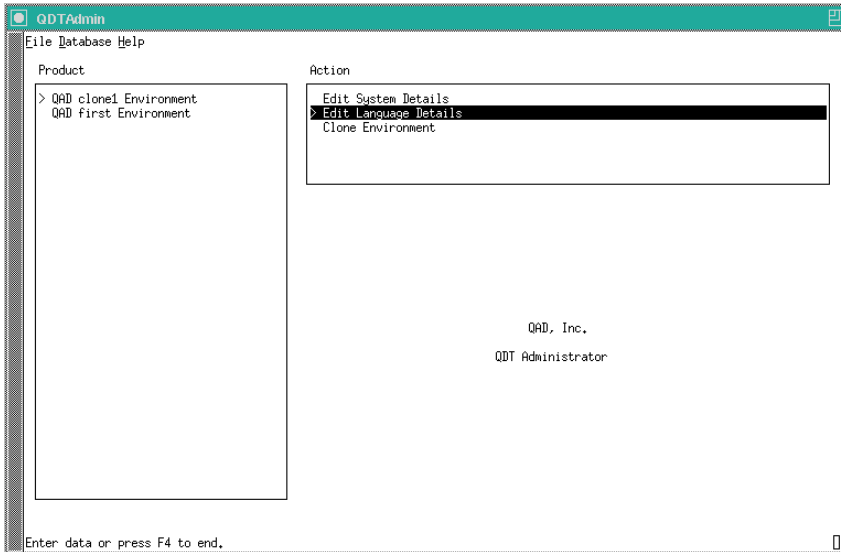 QDTAdmin
File Database Help
Product
> QAD clone1 Environment
QAD first Environment
Action
Edit System Details
> Edit Language Details
Clone Environment
QAD, Inc.
QDT Administrator
Enter data or press F4 to end.